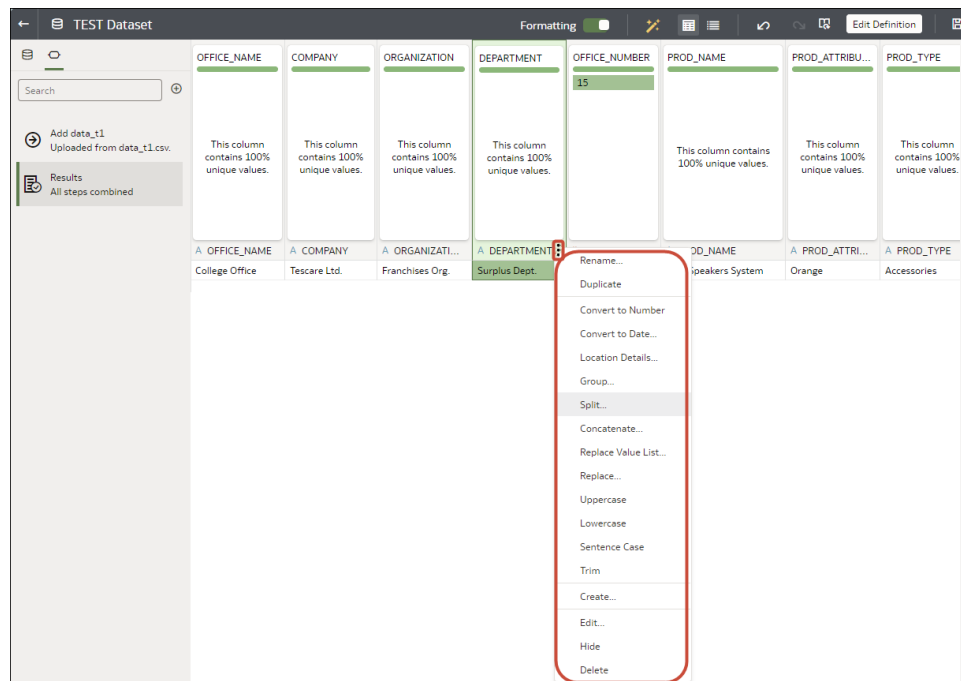 TEST Dataset
Formatting
Edit Definition
Search
Add data_t1
Uploaded from data_t1.csv.
Results
All steps combined
OFFICE_NAME
COMPANY
ORGANIZATION
DEPARTMENT
OFFICE_NUMBER
PROD_NAME
PROD_ATTRIBU...
PROD_TYPE
15
This column
contains 100%
unique values.
This column
contains 100%
unique values.
This column
contains 100%
unique values.
This column
contains 100%
unique values.
This column contains
100% unique values.
This column
contains 100%
unique values.
This column
contains 100%
unique values.
A OFFICE_NAME
A COMPANY
A ORGANIZATI...
A DEPARTMENT
OD_NAME
A PROD_ATTRI...
A PROD_TYPE
College Office
Tescare Ltd.
Franchises Org.
Surplus Dept.
Speakers System
Orange
Accessories
Rename...
Duplicate
Convert to Number
Convert to Date...
Location Details...
Group...
Split...
Concatenate...
Replace Value List...
Replace...
Uppercase
Lowercase
Sentence Case
Trim
Create...
Edit...
Hide
Delete